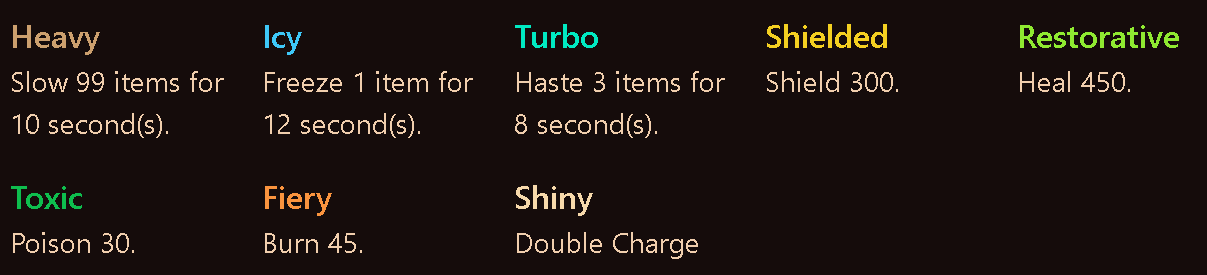 Heavy
Slow 99 items for
10 second(s).
Icy
Freeze 1 item for
12 second(s).
Turbo
Haste 3 items for
8 second(s).
Shielded
Shield 300.
Restorative
Heal 450.
Toxic
Poison 30.
Fiery
Burn 45.
Shiny
Double Charge